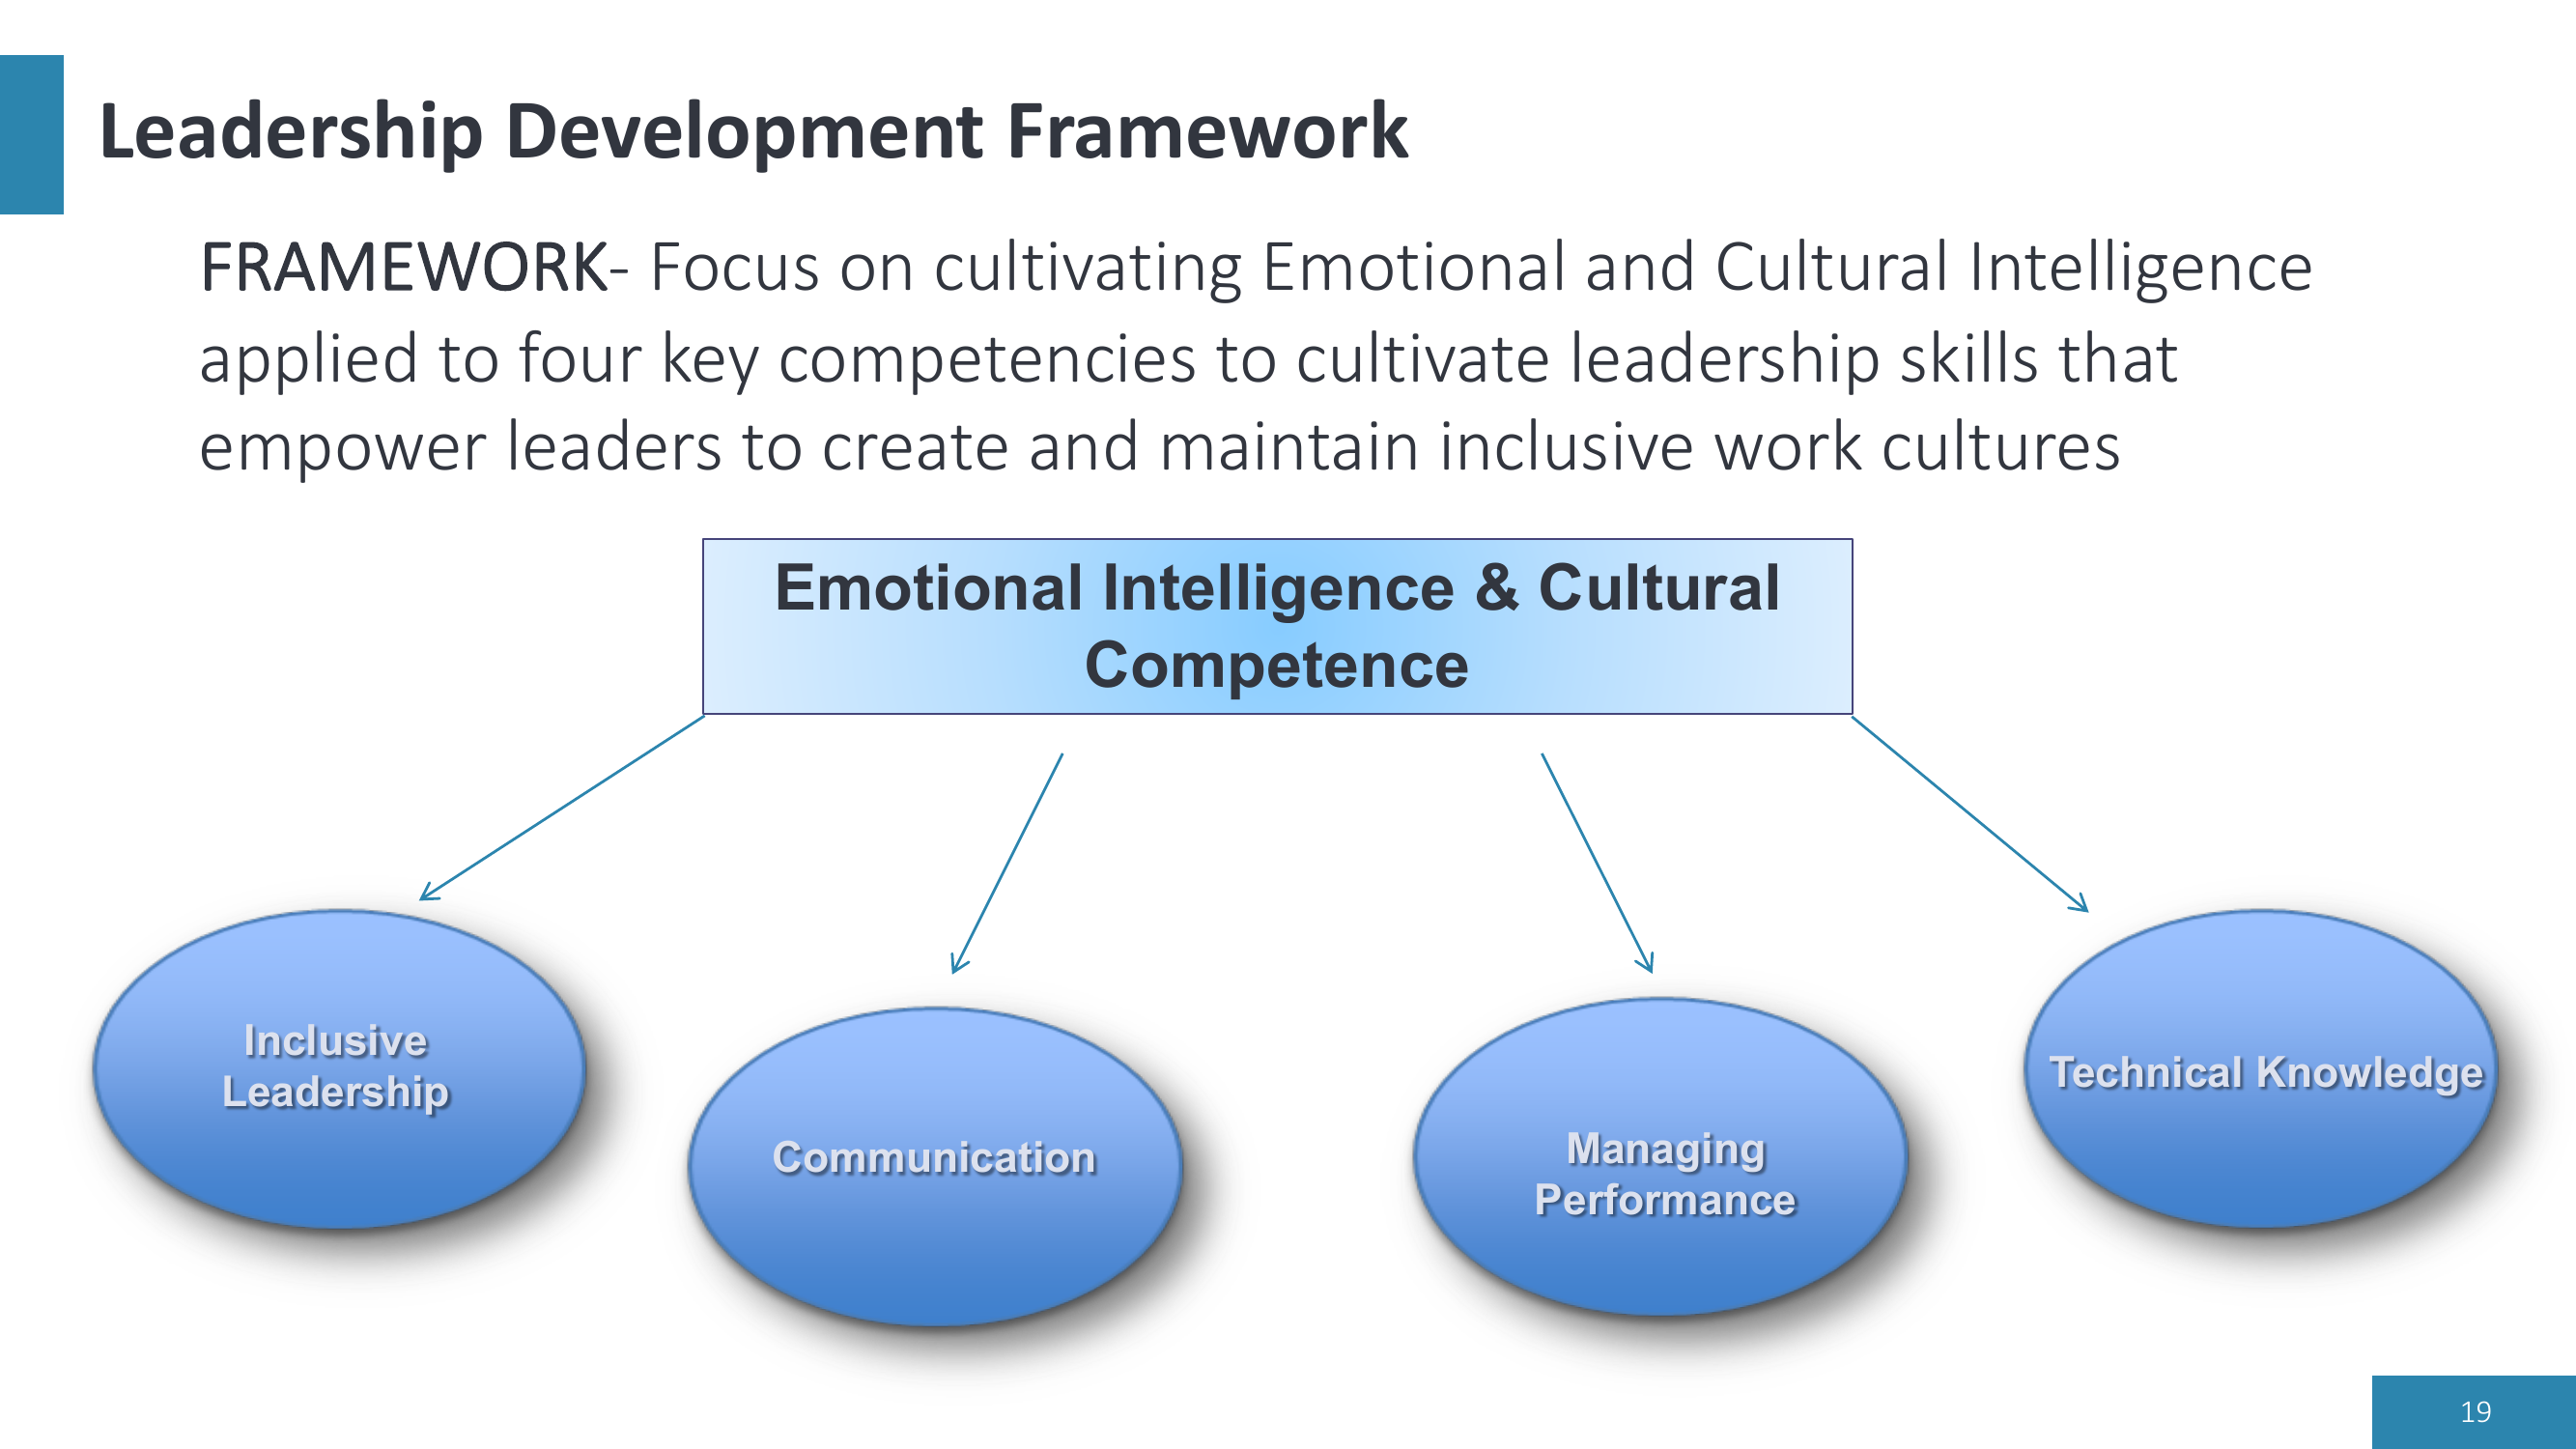 Leadership Development Framework
FRAMEWORK- Focus on cultivating Emotional and Cultural Intelligence
applied to four key competencies to cultivate leadership skills that
empower leaders to create and maintain inclusive work cultures
Emotional Intelligence & Cultural
Competence
Inclusive
Leadership
Communication
Managing
Performance
Technical Knowledge
19